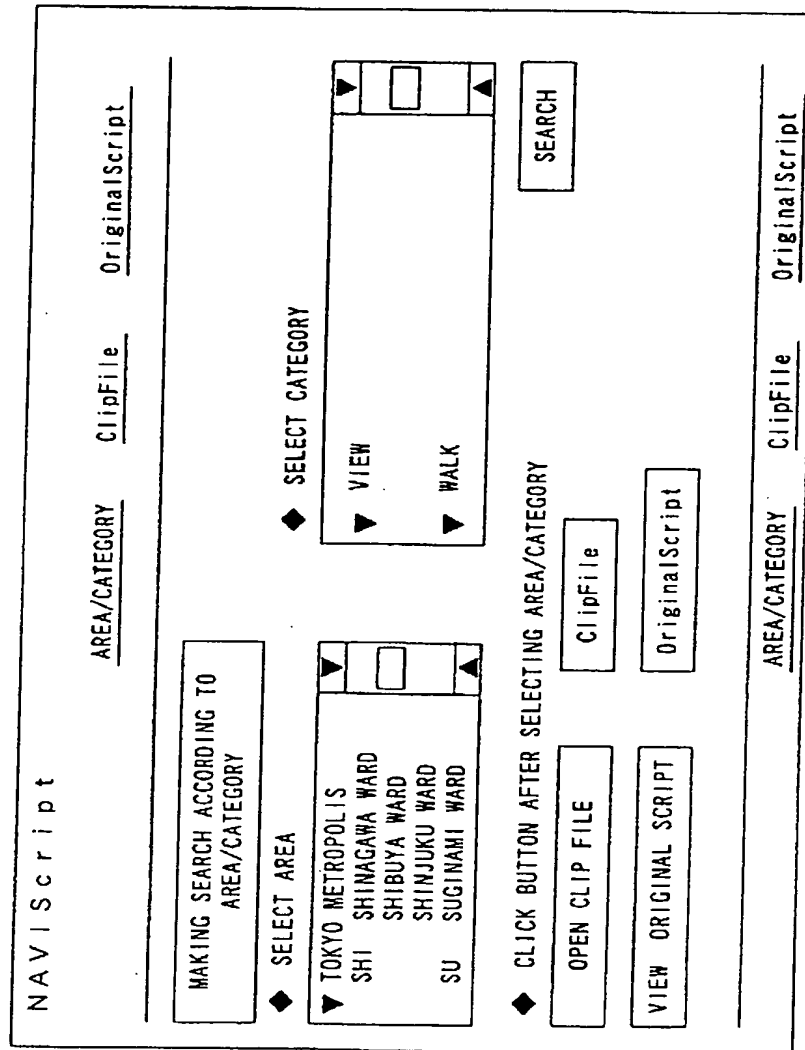 NAVIScript
AREA/CATEGORY ClipFile OriginalScript
MAKING SEARCH ACCORDING TO
AREA/CATEGORY
◆ SELECT AREA
▼ TOKYO METROPOLIS
SHI SHINAGAWA WARD
SHIBUYA WARD
SHINJUKU WARD
SU SUGINAMI WARD
◆ SELECT CATEGORY
▼ VIEW
▼ WALK
SEARCH
◆ CLICK BUTTON AFTER SELECTING AREA/CATEGORY
OPEN CLIP FILE ClipFile
VIEW ORIGINAL SCRIPT OriginalScript
AREA/CATEGORY ClipFile OriginalScript